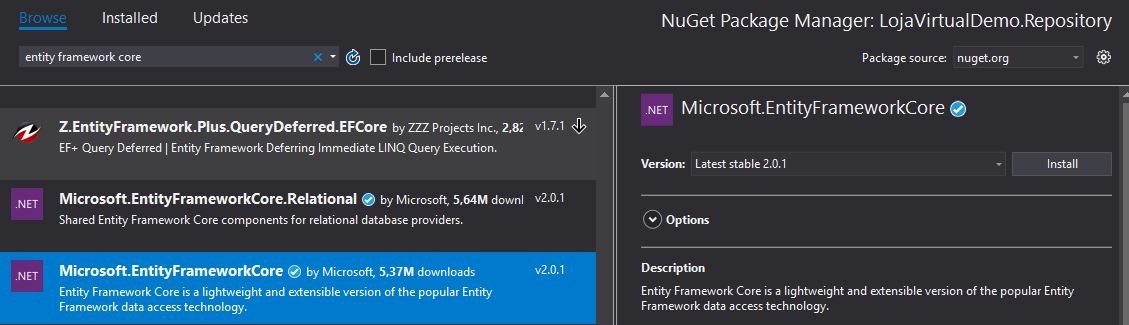 Browse Installed Updates
NuGet Package Manager: LojaVirtualDemo.Repository
entity framework core
Include prerelease
Package source: nuget.org
Z.EntityFramework.Plus.QueryDeferred.EFCore by ZZZ Projects Inc., 2,82 v1.7.1
EF+ Query Deferred | Entity Framework Deferring Immediate LINQ Query Execution.
.NET
Microsoft.EntityFrameworkCore.Relational by Microsoft, 5,64M downl v2.0.1
Shared Entity Framework Core components for relational database providers.
.NET
Microsoft.EntityFrameworkCore by Microsoft, 5,37M downloads v2.0.1
Entity Framework Core is a lightweight and extensible version of the popular Entity
Framework data access technology.
.NET
Microsoft.EntityFrameworkCore
Version: Latest stable 2.0.1 Install
Options
Description
Entity Framework Core is a lightweight and extensible version of the popular Entity
Framework data access technology.